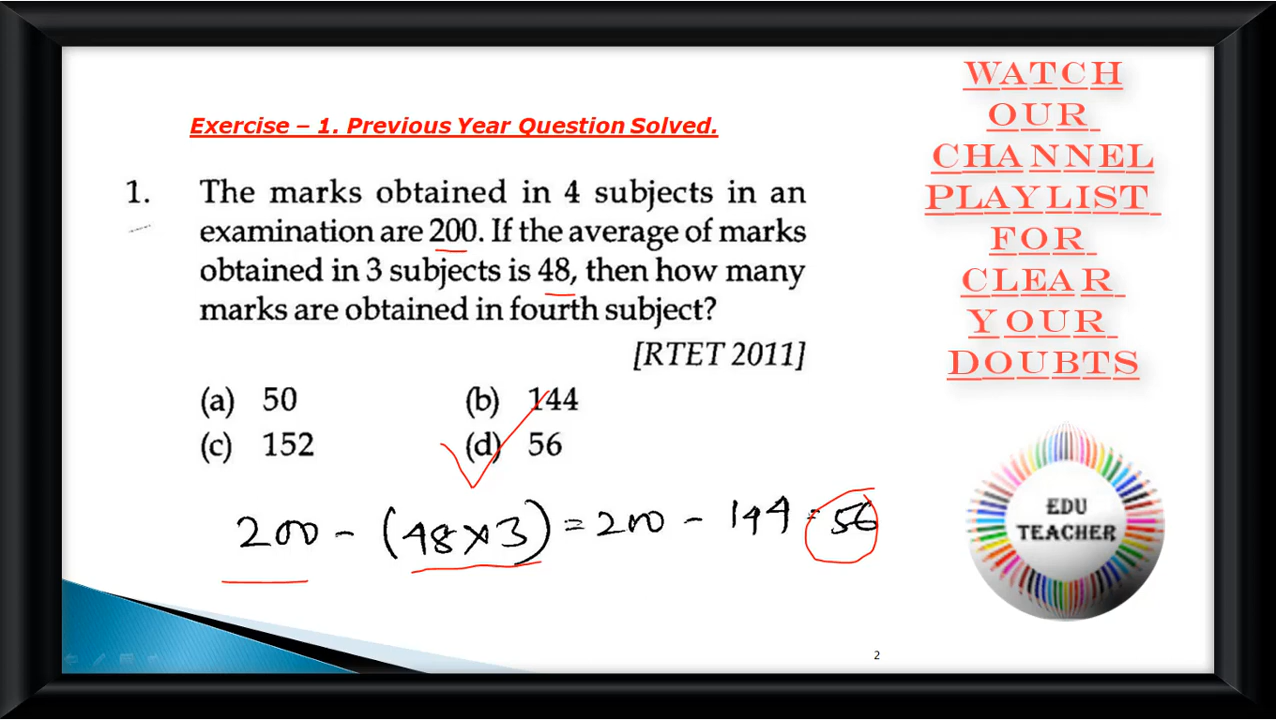 Exercise – 1. Previous Year Question Solved.
1. The marks obtained in 4 subjects in an
examination are 200. If the average of marks
obtained in 3 subjects is 48, then how many
marks are obtained in fourth subject?
[RTET 2011]
(a) 50 (b) 144
(c) 152 (d) 56
200 - (48×3) = 200 - 144 = 56
2
WATCH
OUR
CHANNEL
PLAYLIST
FOR
CLEAR
YOUR
DOUBTS
EDU
TEACHER